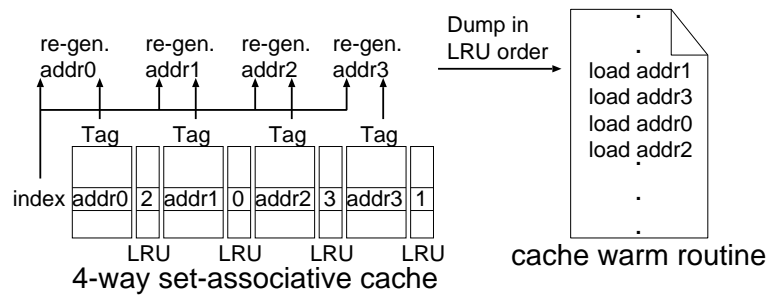 re-gen. re-gen. re-gen. re-gen.
addr0 addr1 addr2 addr3
Dump in
LRU order
load addr1
load addr3
load addr0
load addr2
Tag Tag Tag Tag
index addr0 2 addr1 0 addr2 3 addr3 1
LRU LRU LRU LRU
4-way set-associative cache
cache warm routine